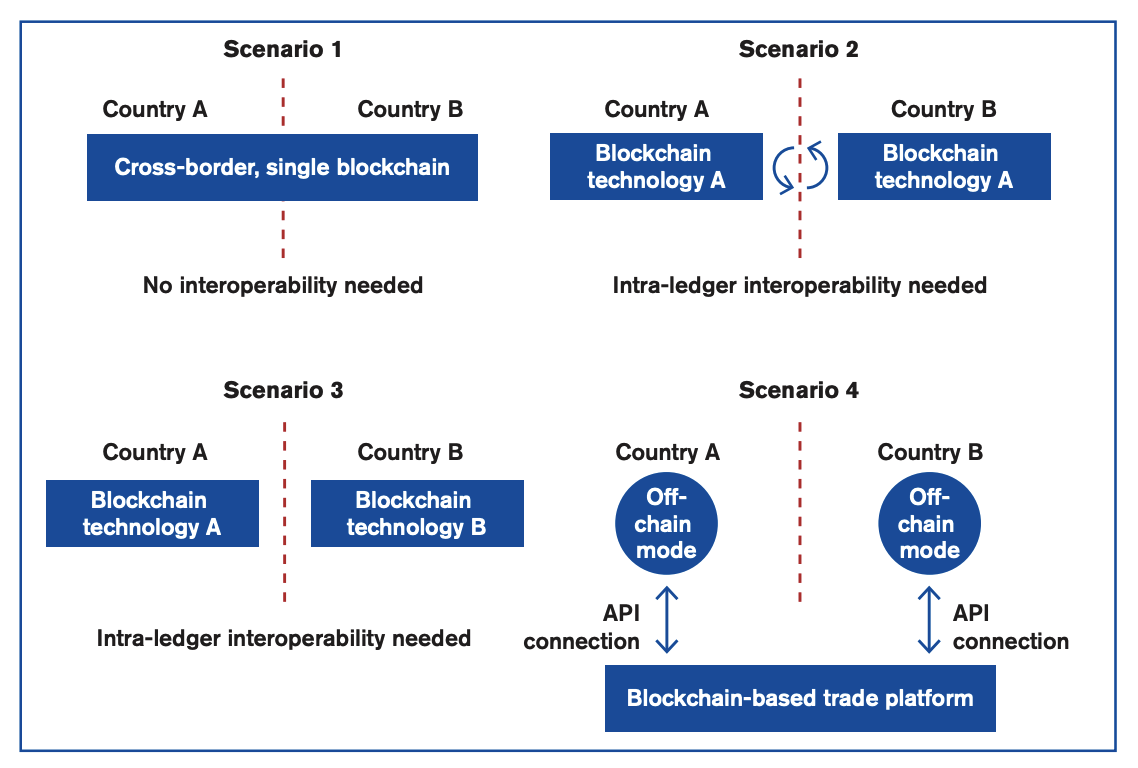 Scenario 1
Country A
Country B
Cross-border, single blockchain
No interoperability needed
Scenario 2
Country A
Country B
Blockchain
technology A
Blockchain
technology A
Intra-ledger interoperability needed
Scenario 3
Country A
Country B
Blockchain
technology A
Blockchain
technology B
Intra-ledger interoperability needed
Scenario 4
Country A
Country B
Off-
chain
mode
Off-
chain
mode
API
connection
API
connection
Blockchain-based trade platform